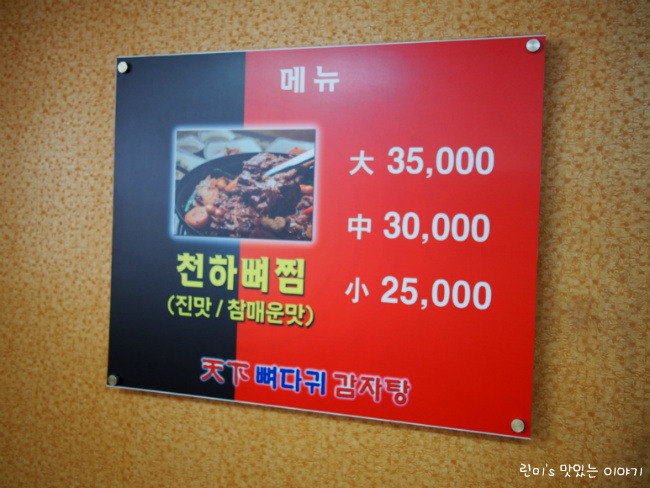 메뉴
大 35,000
中 30,000
小 25,000
천하뼈찜
(진맛 / 참매운맛)
天下 뼈다귀 감자탕
린미's 맛있는 이야기